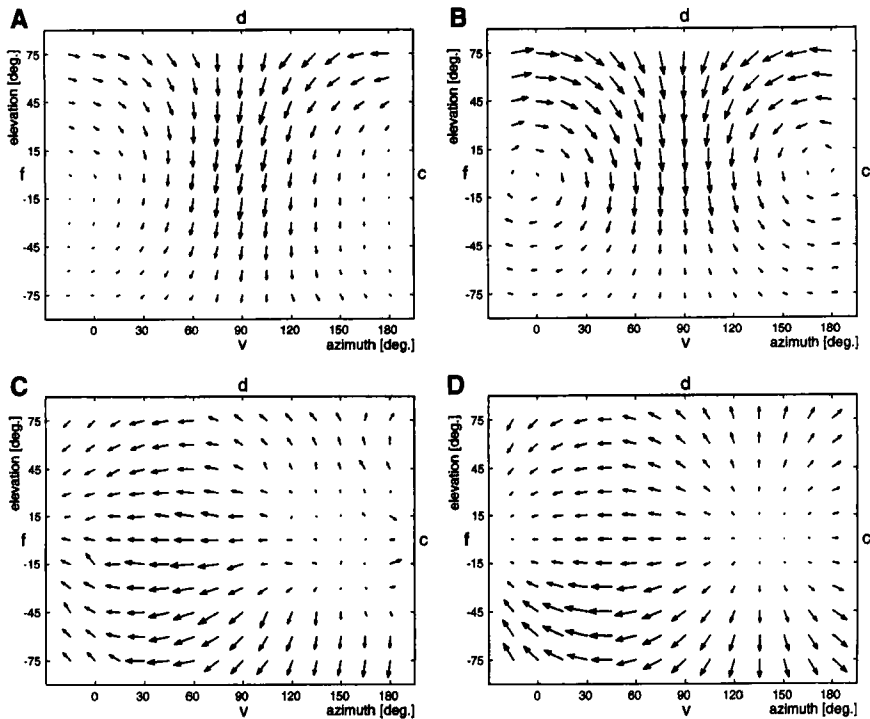 A d B d
75 75
elevation [deg.] elevation [deg.]
45 45
15 15
f c f c
-15 -15
-45 -45
-75 -75
0 30 60 90 120 150 180 0 30 60 90 120 150 180
V azimuth [deg.] V azimuth [deg.]
C d D d
75 75
elevation [deg.] elevation [deg.]
45 45
15 15
f c f c
-15 -15
-45 -45
-75 -75
0 30 60 90 120 150 180 0 30 60 90 120 150 180
V azimuth [deg.] V azimuth [deg.]